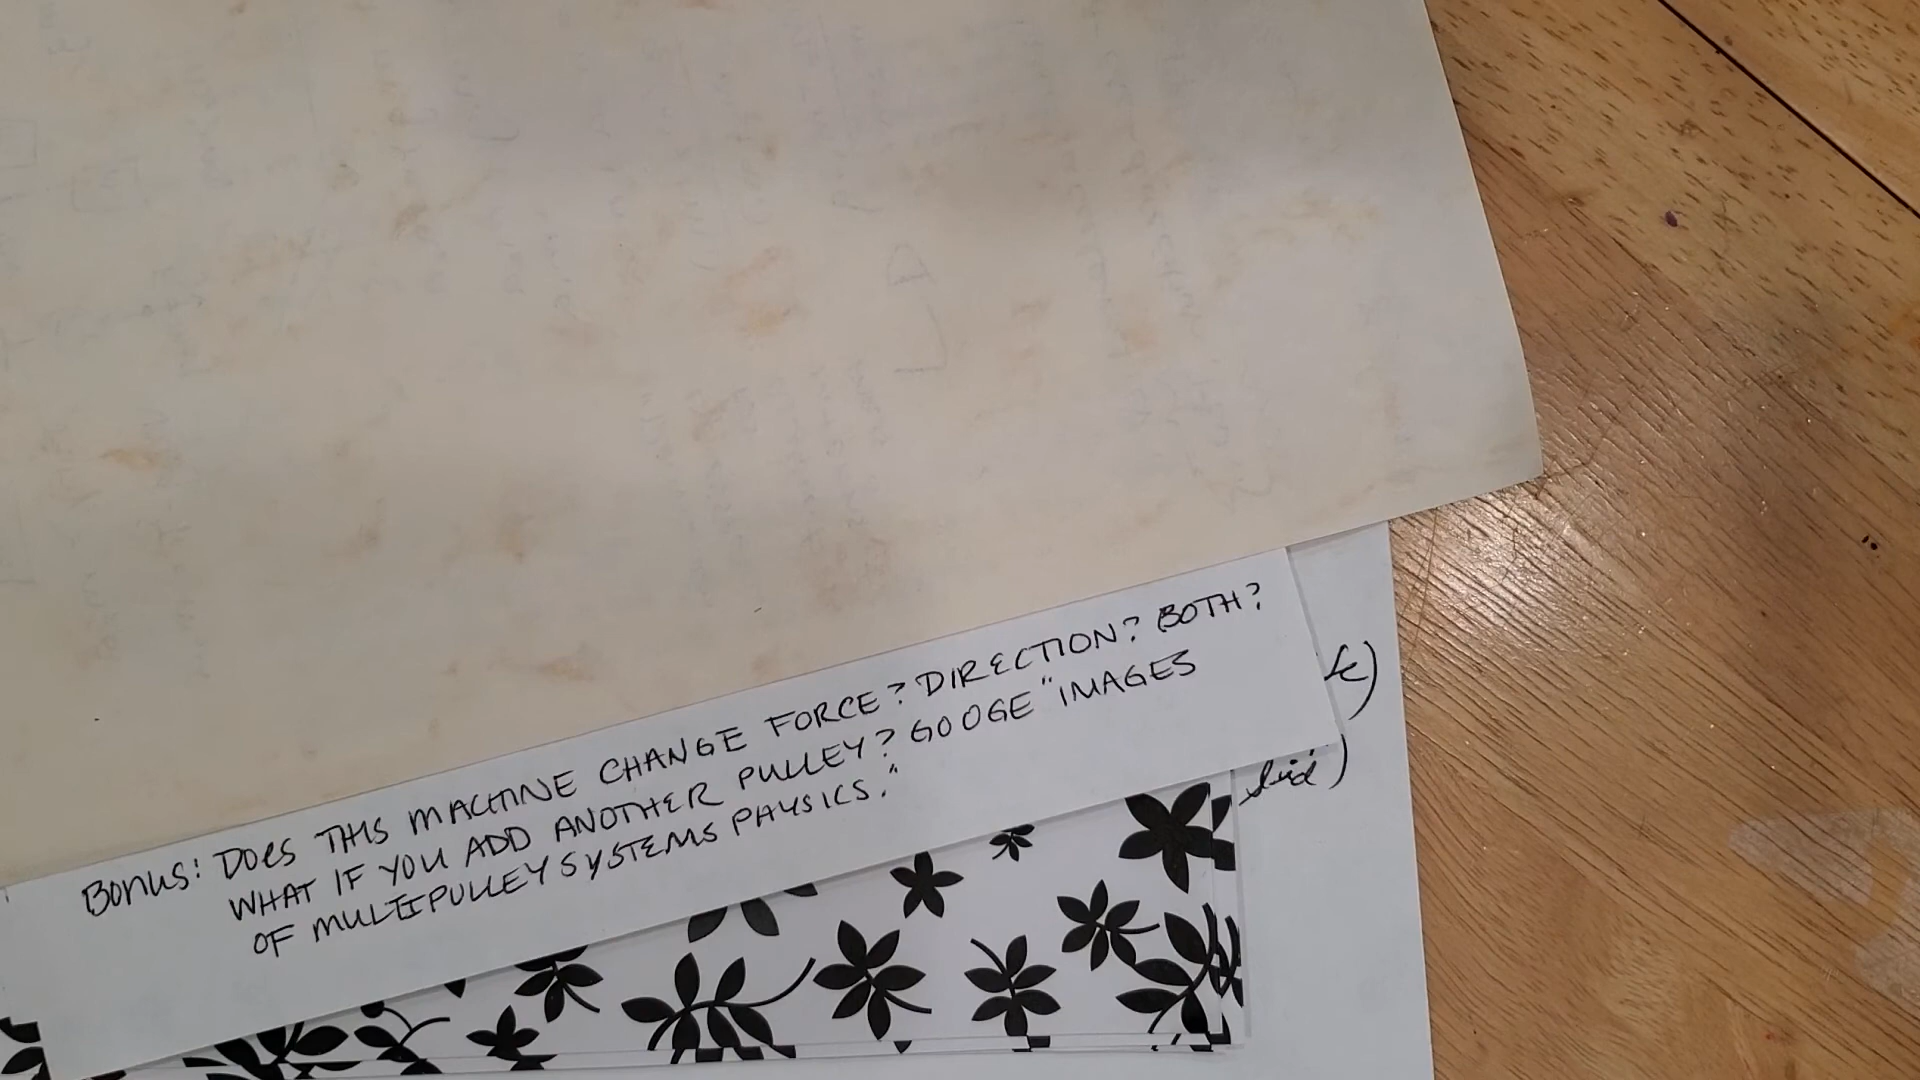 BONUS: DOES THIS MACHINE CHANGE FORCE? DIRECTION? BOTH?
WHAT IF YOU ADD ANOTHER PULLEY? GOOGE "IMAGES
OF MULTIPULLEY SYSTEMS PHYSICS."